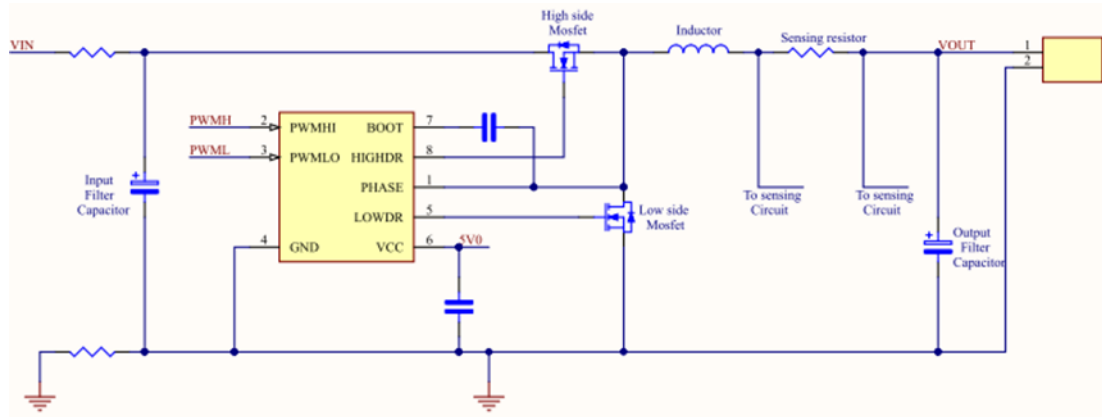 High side
Mosfet
Inductor
Sensing resistor
VIN
VOUT
1
2
PWMH
2
PWMHI
BOOT
7
PWML
3
PWMLO
HIGHDR
8
PHASE
1
LOWDR
5
4
GND
VCC
6
5V0
Input
Filter
Capacitor
+
Low side
Mosfet
To sensing
Circuit
To sensing
Circuit
+
Output
Filter
Capacitor